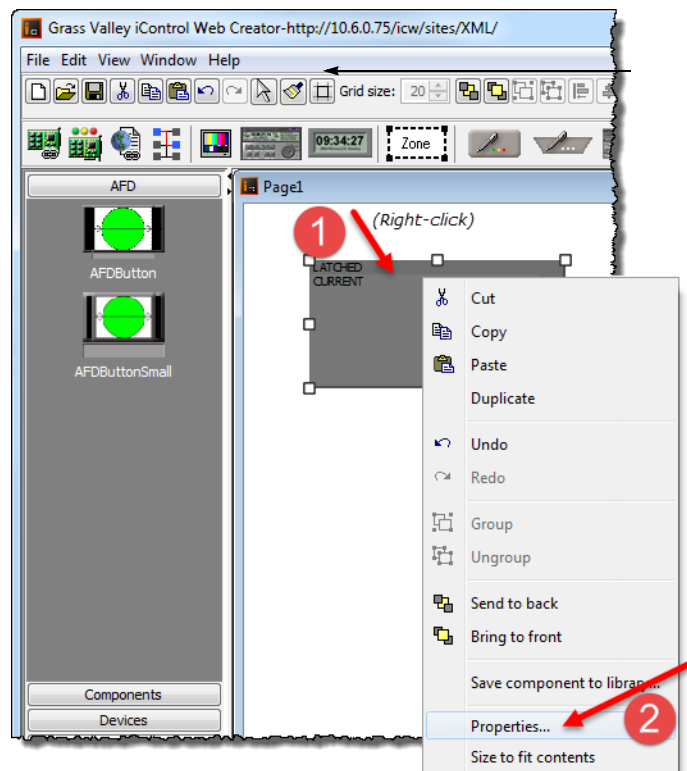 Grass Valley iControl Web Creator-http://10.6.0.75/icw/sites/XML/
File Edit View Window Help
Grid size: 20
09:34:27
Zone
AFD
Page1
1
(Right-click)
AFDButton
LATCHED
CURRENT
AFDButtonSmall
Cut
Copy
Paste
Duplicate
Undo
Redo
Group
Ungroup
Send to back
Bring to front
Save component to library...
Properties...
2
Size to fit contents
Components
Devices